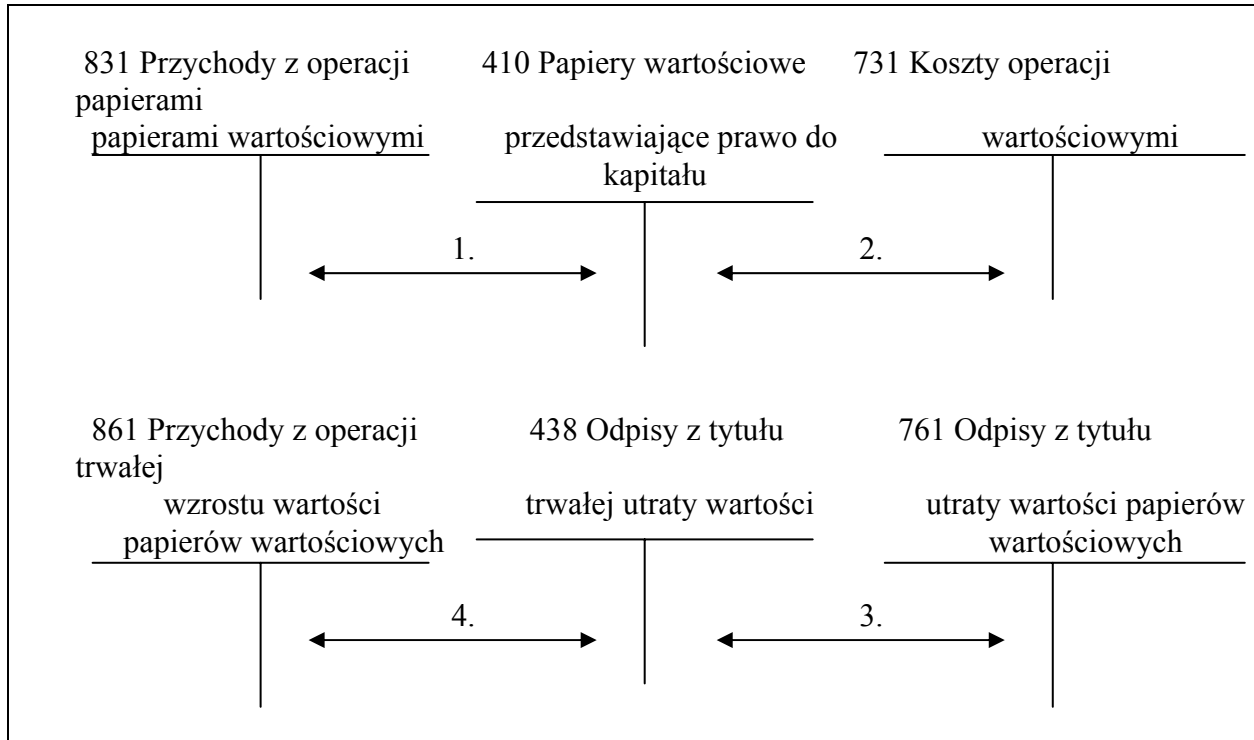 831 Przychody z operacji 410 Papiery wartościowe 731 Koszty operacji
papierami
papierami wartościowymi przedstawiające prawo do wartościowymi
kapitału
1. 2.
861 Przychody z operacji 438 Odpisy z tytułu 761 Odpisy z tytułu
trwałej
wzrostu wartości trwałej utraty wartości utraty wartości papierów
papierów wartościowych wartościowych
4. 3.